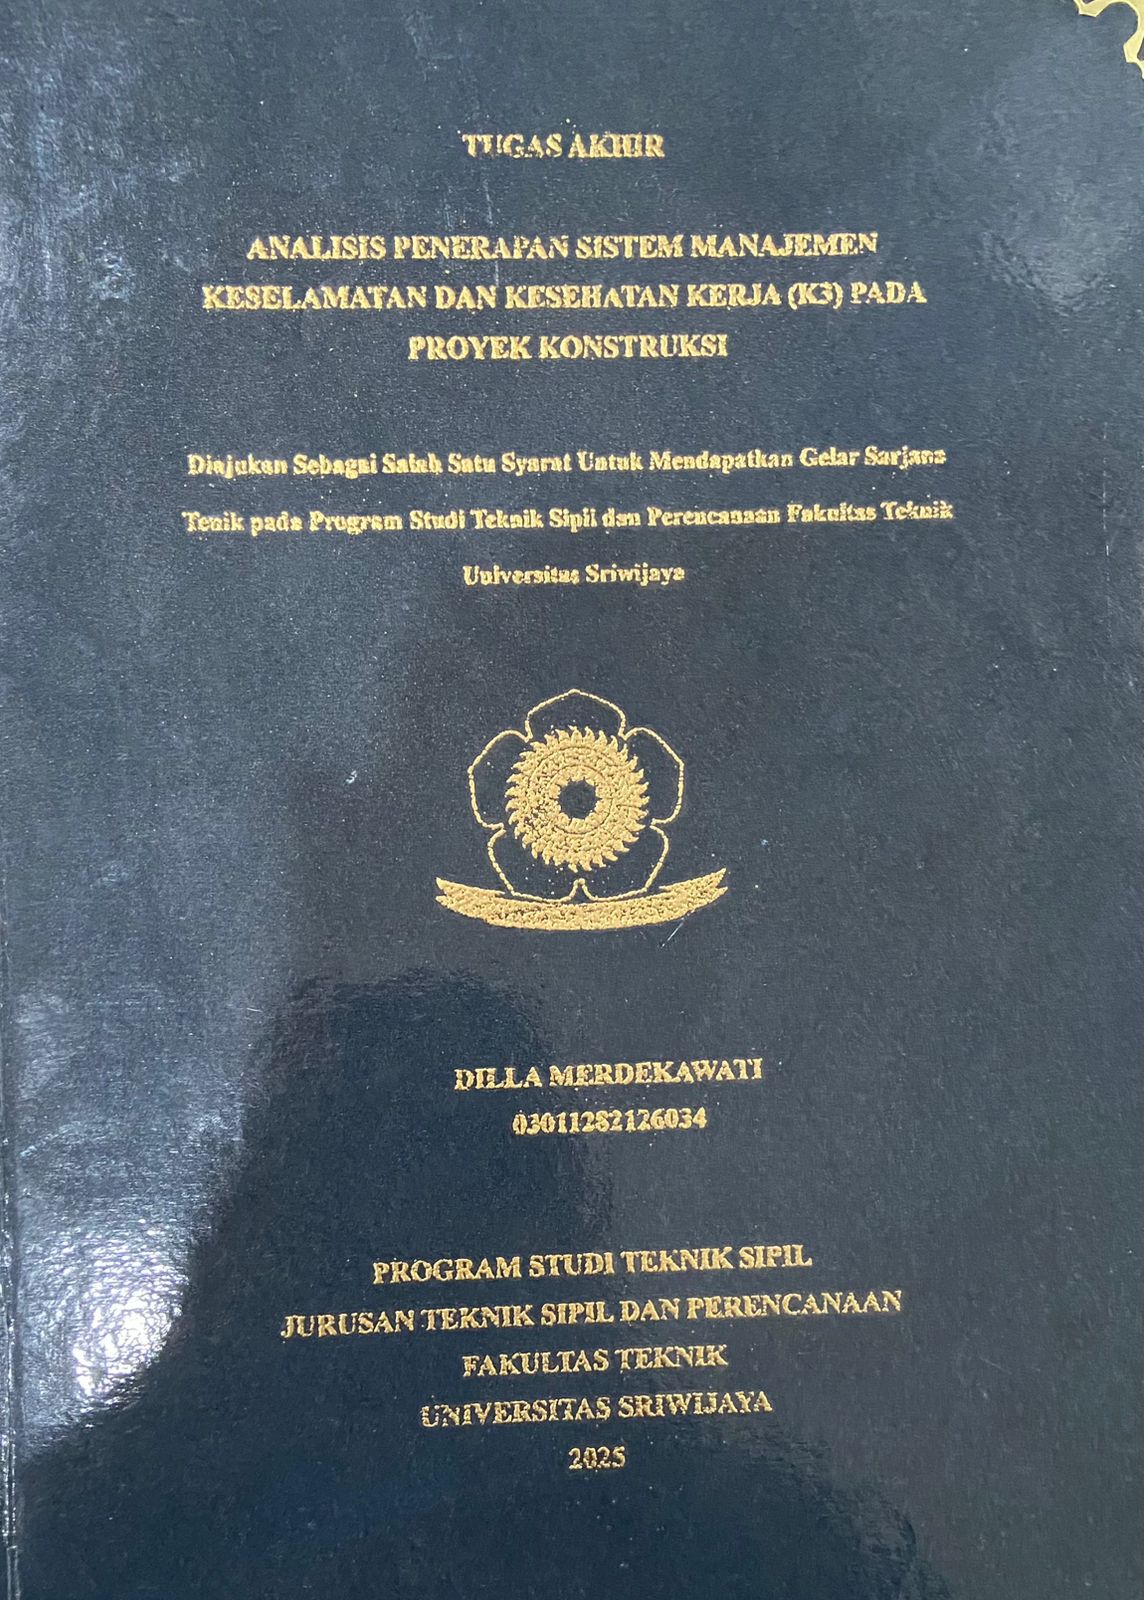 TUGAS AKHIR
ANALISIS PENERAPAN SISTEM MANAJEMEN
KESELAMATAN DAN KESEHATAN KERJA (K3) PADA
PROYEK KONSTRUKSI
Diajukan Sebagai Salah Satu Syarat Untuk Mendapatkan Gelar Sarjana
Tenik pada Program Studi Teknik Sipil dan Perencanaan Fakultas Teknik
Universitas Sriwijaya
DILLA MERDEKAWATI
03011282126034
PROGRAM STUDI TEKNIK SIPIL
JURUSAN TEKNIK SIPIL DAN PERENCANAAN
FAKULTAS TEKNIK
UNIVERSITAS SRIWIJAYA
2025